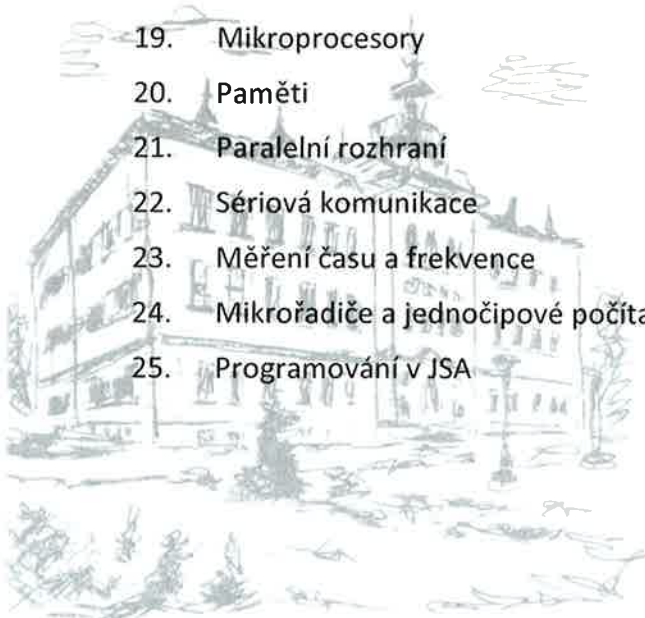 19. Mikroprocesory
20. Paměti
21. Paralelní rozhraní
22. Sériová komunikace
23. Měření času a frekvence
24. Mikrořadiče a jednočipové počíta
25. Programování v JSA